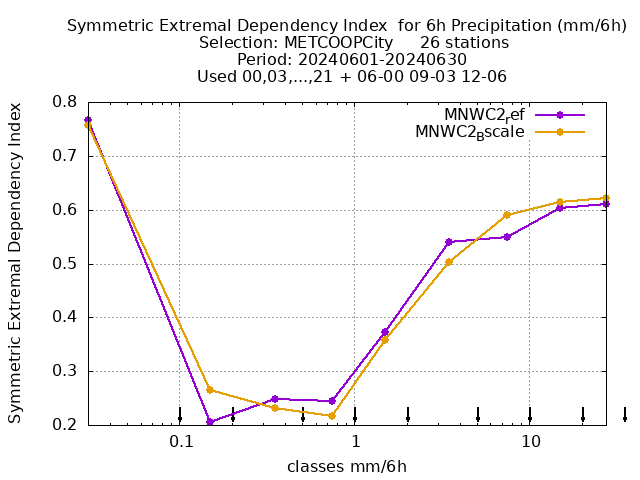 Symmetric Extremal Dependency Index  for 6h Precipitation (mm/6h)
Selection: METCOOPCity     26 stations
Period: 20240601-20240630
Used 00,03,...,21 + 06-00 09-03 12-06
Symmetric Extremal Dependency Index
0.8
0.7
0.6
0.5
0.4
0.3
0.2
MNWC2ref
MNWC2Bscale
0.1
1
10
classes mm/6h